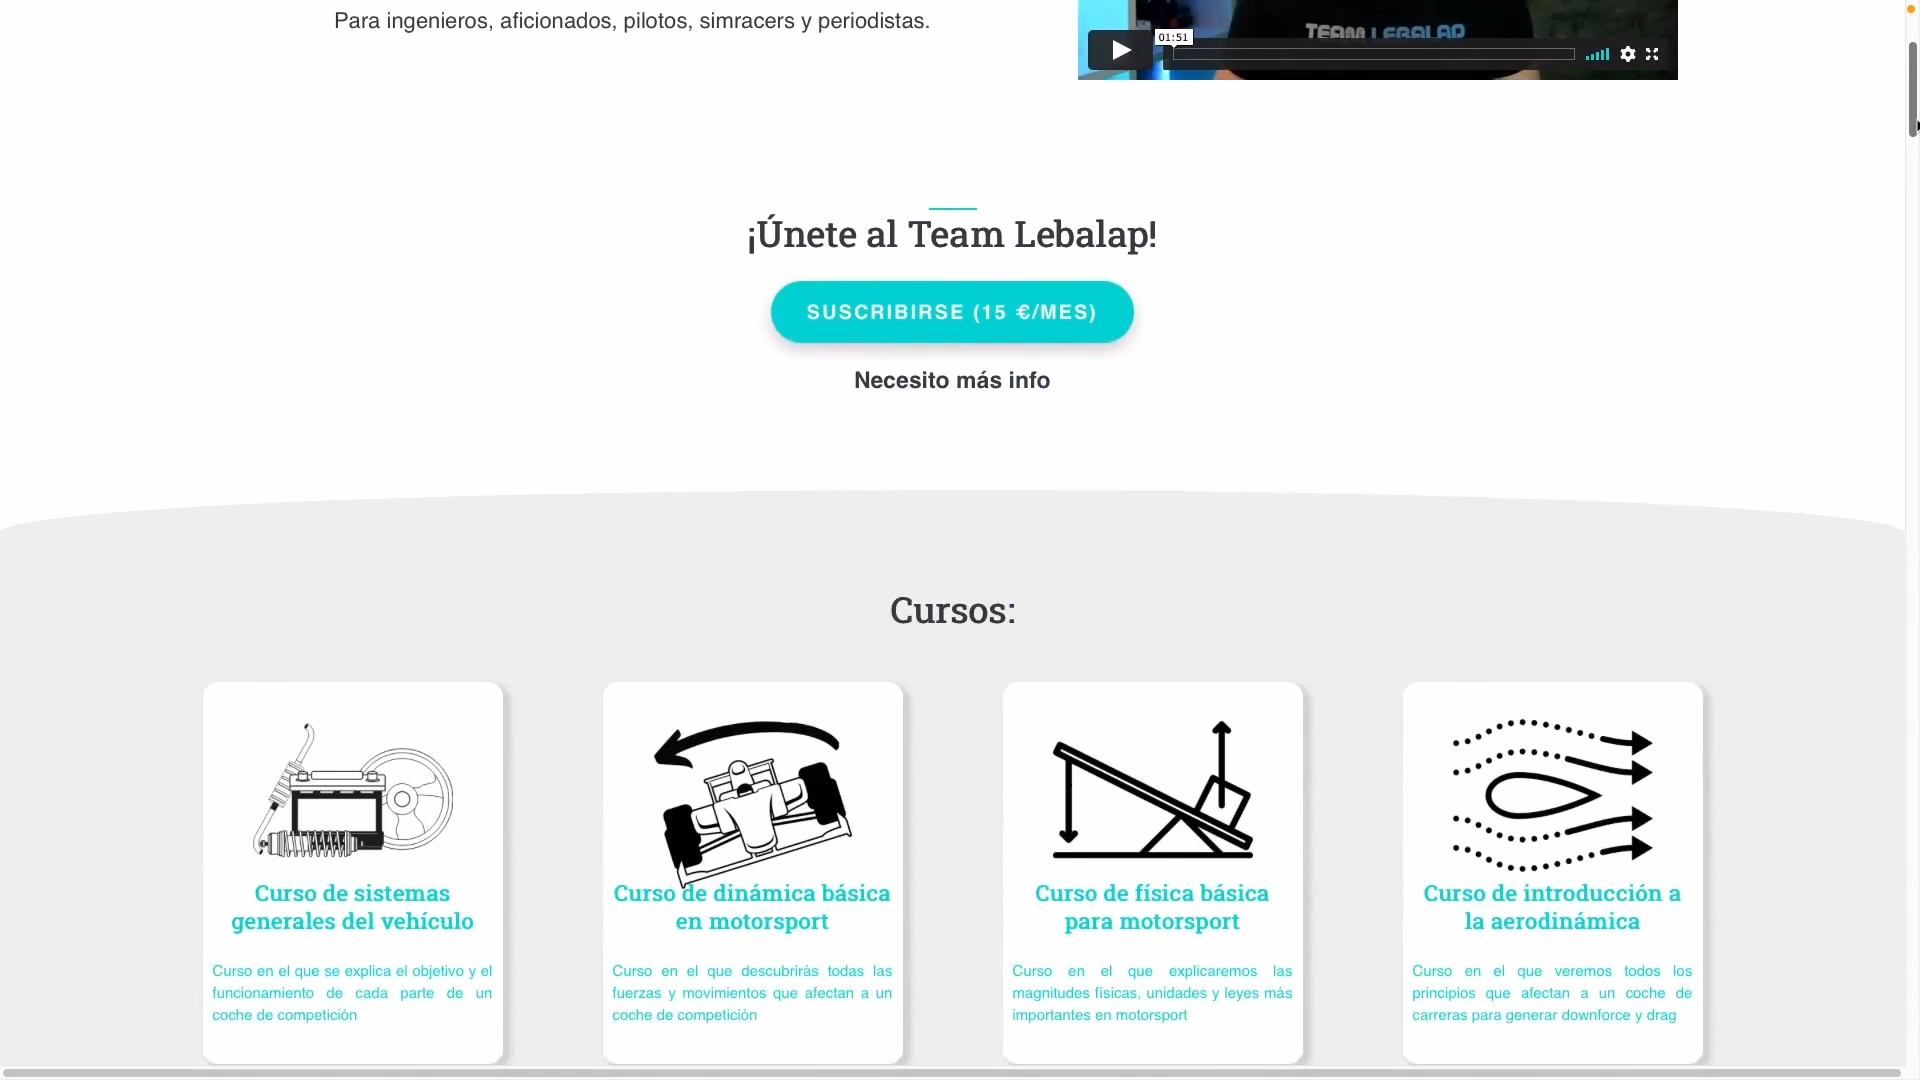 Para ingenieros, aficionados, pilotos, simracers y periodistas.
TEAM LEBALAP
01:51
¡Únete al Team Lebalap!
SUSCRIBIRSE (15 €/MES)
Necesito más info
Cursos:
Curso de sistemas
generales del vehículo
Curso en el que se explica el objetivo y el
funcionamiento de cada parte de un
coche de competición
Curso de dinámica básica
en motorsport
Curso en el que descubrirás todas las
fuerzas y movimientos que afectan a un
coche de competición
Curso de física básica
para motorsport
Curso en el que explicaremos las
magnitudes físicas, unidades y leyes más
importantes en motorsport
Curso de introducción a
la aerodinámica
Curso en el que veremos todos los
principios que afectan a un coche de
carreras para generar downforce y drag